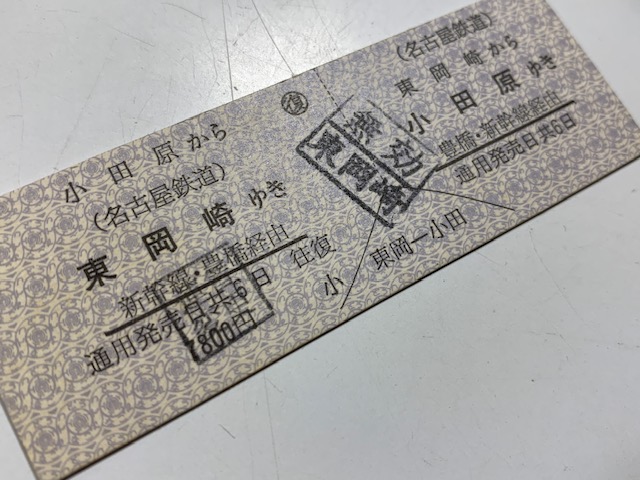 小田原から
(名古屋鉄道)
東岡崎ゆき
新幹線・豊橋経由
通用発売日共6日 往復
800円
復
(名古屋鉄道)
東岡崎から
小田原ゆき
豊橋・新幹線経由
通用発売日共6日
無効
東岡崎
小 東岡―小田